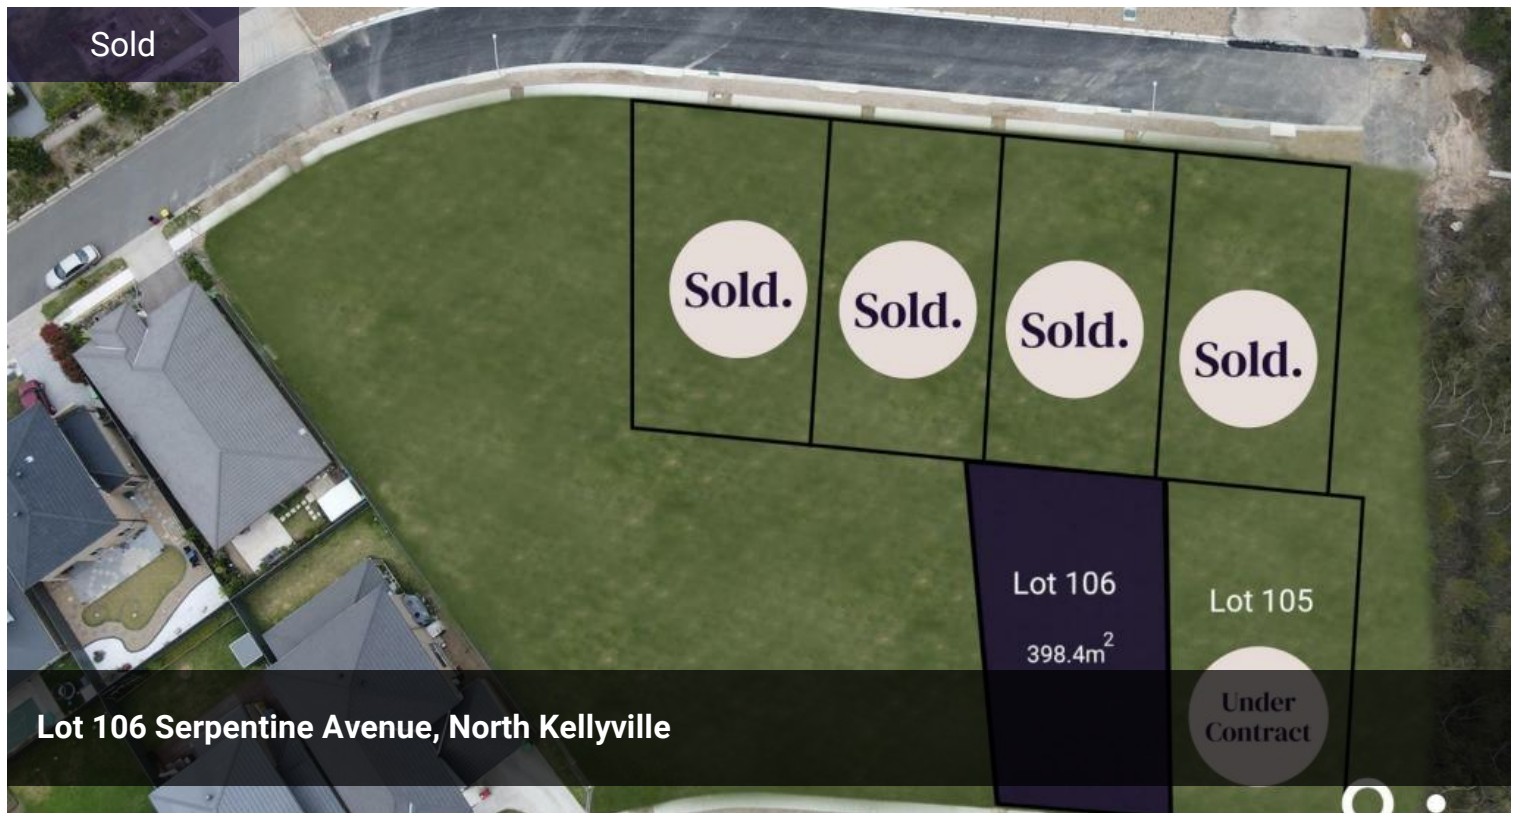 Sold
Sold.
Sold.
Sold.
Sold.
Lot 106
398.4m²
Lot 105
Under
Contract
Lot 106 Serpentine Avenue, North Kellyville